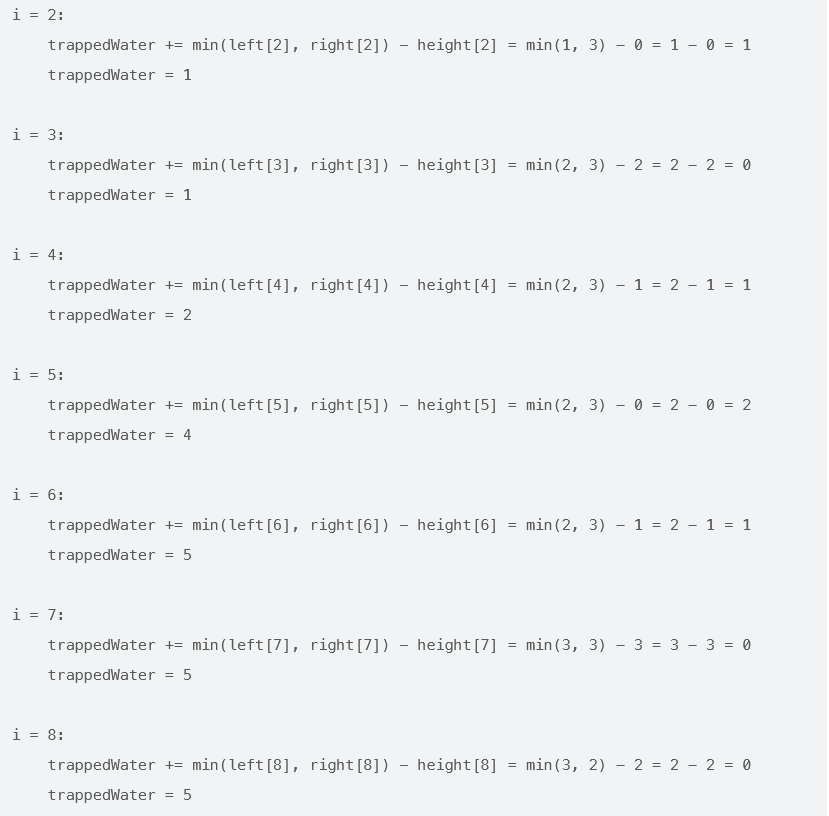 i = 2:
trappedWater += min(left[2], right[2]) – height[2] = min(1, 3) – 0 = 1 – 0 = 1
trappedWater = 1
i = 3:
trappedWater += min(left[3], right[3]) – height[3] = min(2, 3) – 2 = 2 – 2 = 0
trappedWater = 1
i = 4:
trappedWater += min(left[4], right[4]) – height[4] = min(2, 3) – 1 = 2 – 1 = 1
trappedWater = 2
i = 5:
trappedWater += min(left[5], right[5]) – height[5] = min(2, 3) – 0 = 2 – 0 = 2
trappedWater = 4
i = 6:
trappedWater += min(left[6], right[6]) – height[6] = min(2, 3) – 1 = 2 – 1 = 1
trappedWater = 5
i = 7:
trappedWater += min(left[7], right[7]) – height[7] = min(3, 3) – 3 = 3 – 3 = 0
trappedWater = 5
i = 8:
trappedWater += min(left[8], right[8]) – height[8] = min(3, 2) – 2 = 2 – 2 = 0
trappedWater = 5